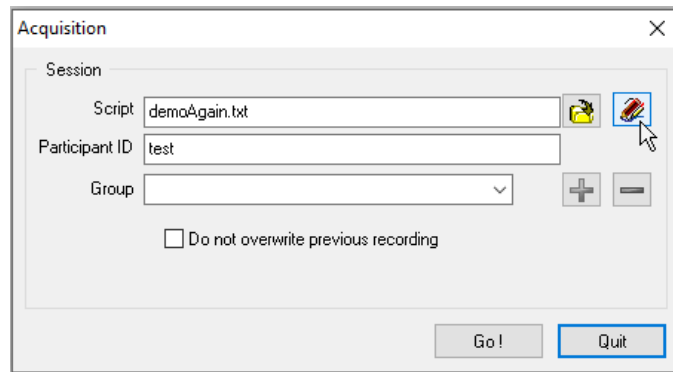 Acquisition
Session
Script demoAgain.txt
Participant ID test
Group
Do not overwrite previous recording
Go! Quit